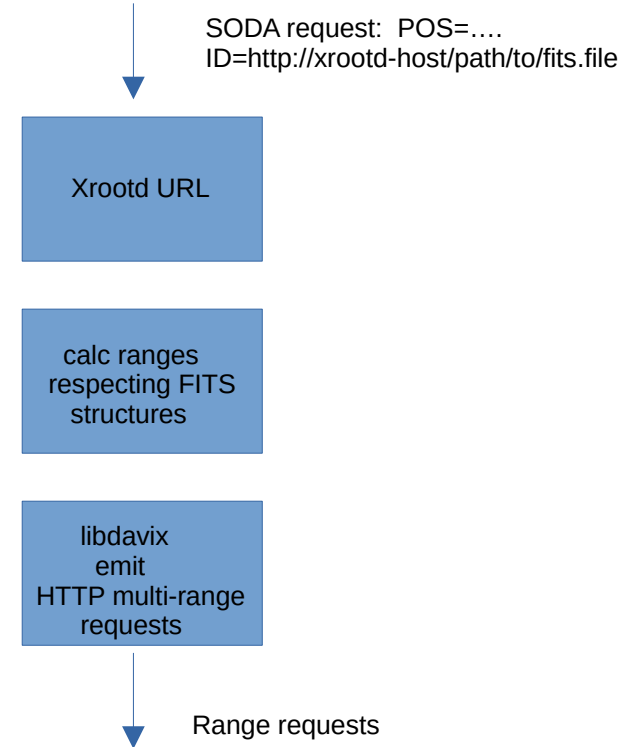 SODA request:  POS=….
ID=http://xrootd-host/path/to/fits.file
Xrootd URL
calc ranges
respecting FITS
structures
libdavix
emit
HTTP multi-range
requests
Range requests